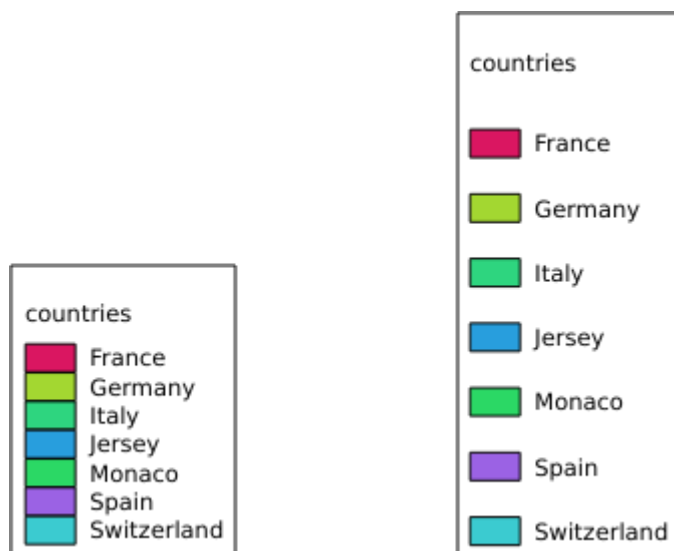 countries
France
Germany
Italy
Jersey
Monaco
Spain
Switzerland
countries
France
Germany
Italy
Jersey
Monaco
Spain
Switzerland